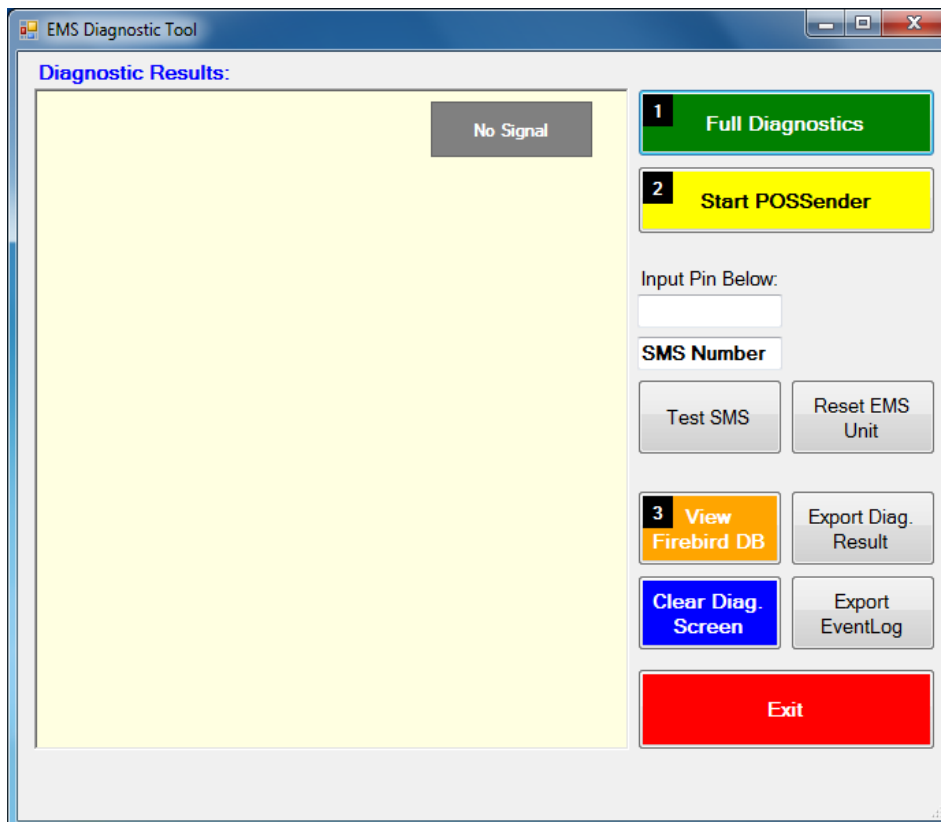 EMS Diagnostic Tool
Diagnostic Results:
No Signal
1
Full Diagnostics
2
Start POSSender
Input Pin Below:
SMS Number
Test SMS
Reset EMS
Unit
3
View
Firebird DB
Export Diag.
Result
Clear Diag.
Screen
Export
EventLog
Exit